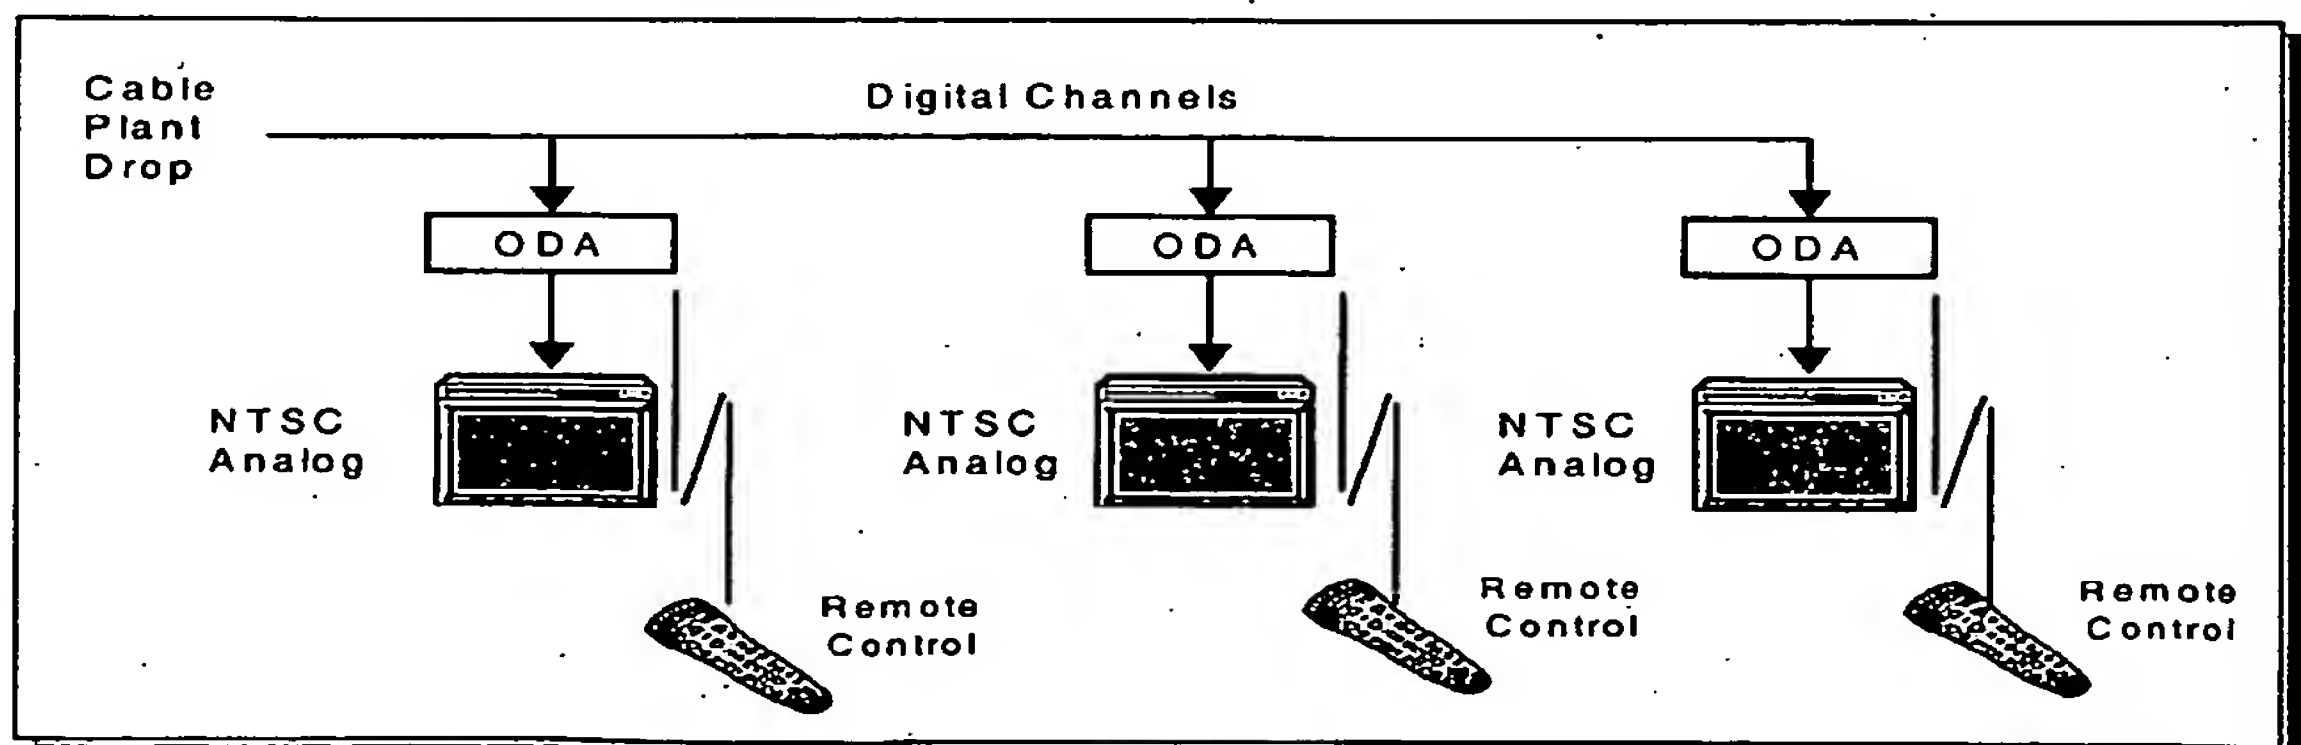 Cable
Plant
Drop
Digital Channels
ODA
ODA
ODA
NTSC
Analog
NTSC
Analog
NTSC
Analog
Remote
Control
Remote
Control
Remote
Control